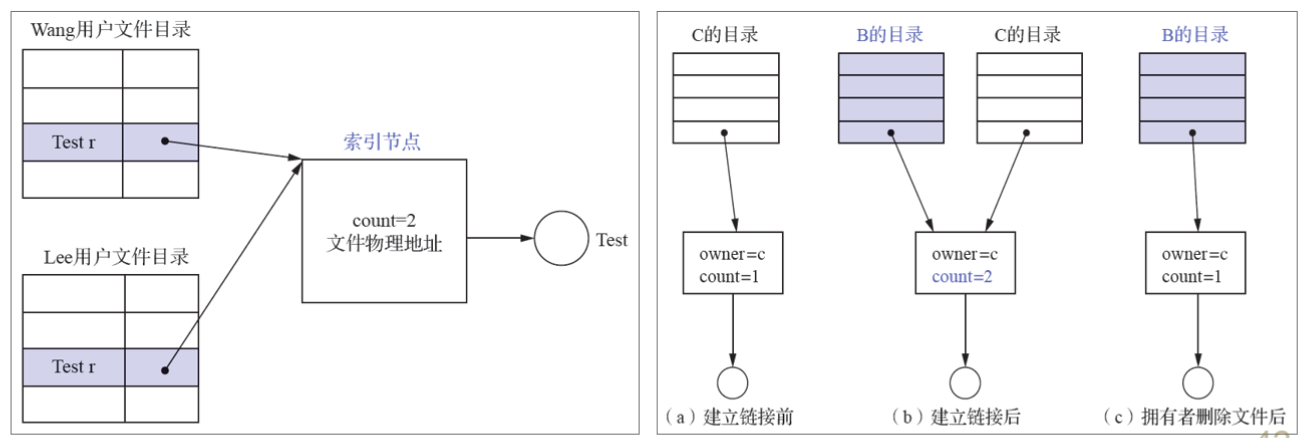 Wang用户文件目录
Test r
索引节点
count=2
文件物理地址
Test
Lee用户文件目录
Test r
C的目录
B的目录
C的目录
B的目录
owner=c
count=1
owner=c
count=2
owner=c
count=1
（a）建立链接前
（b）建立链接后
（c）拥有者删除文件后